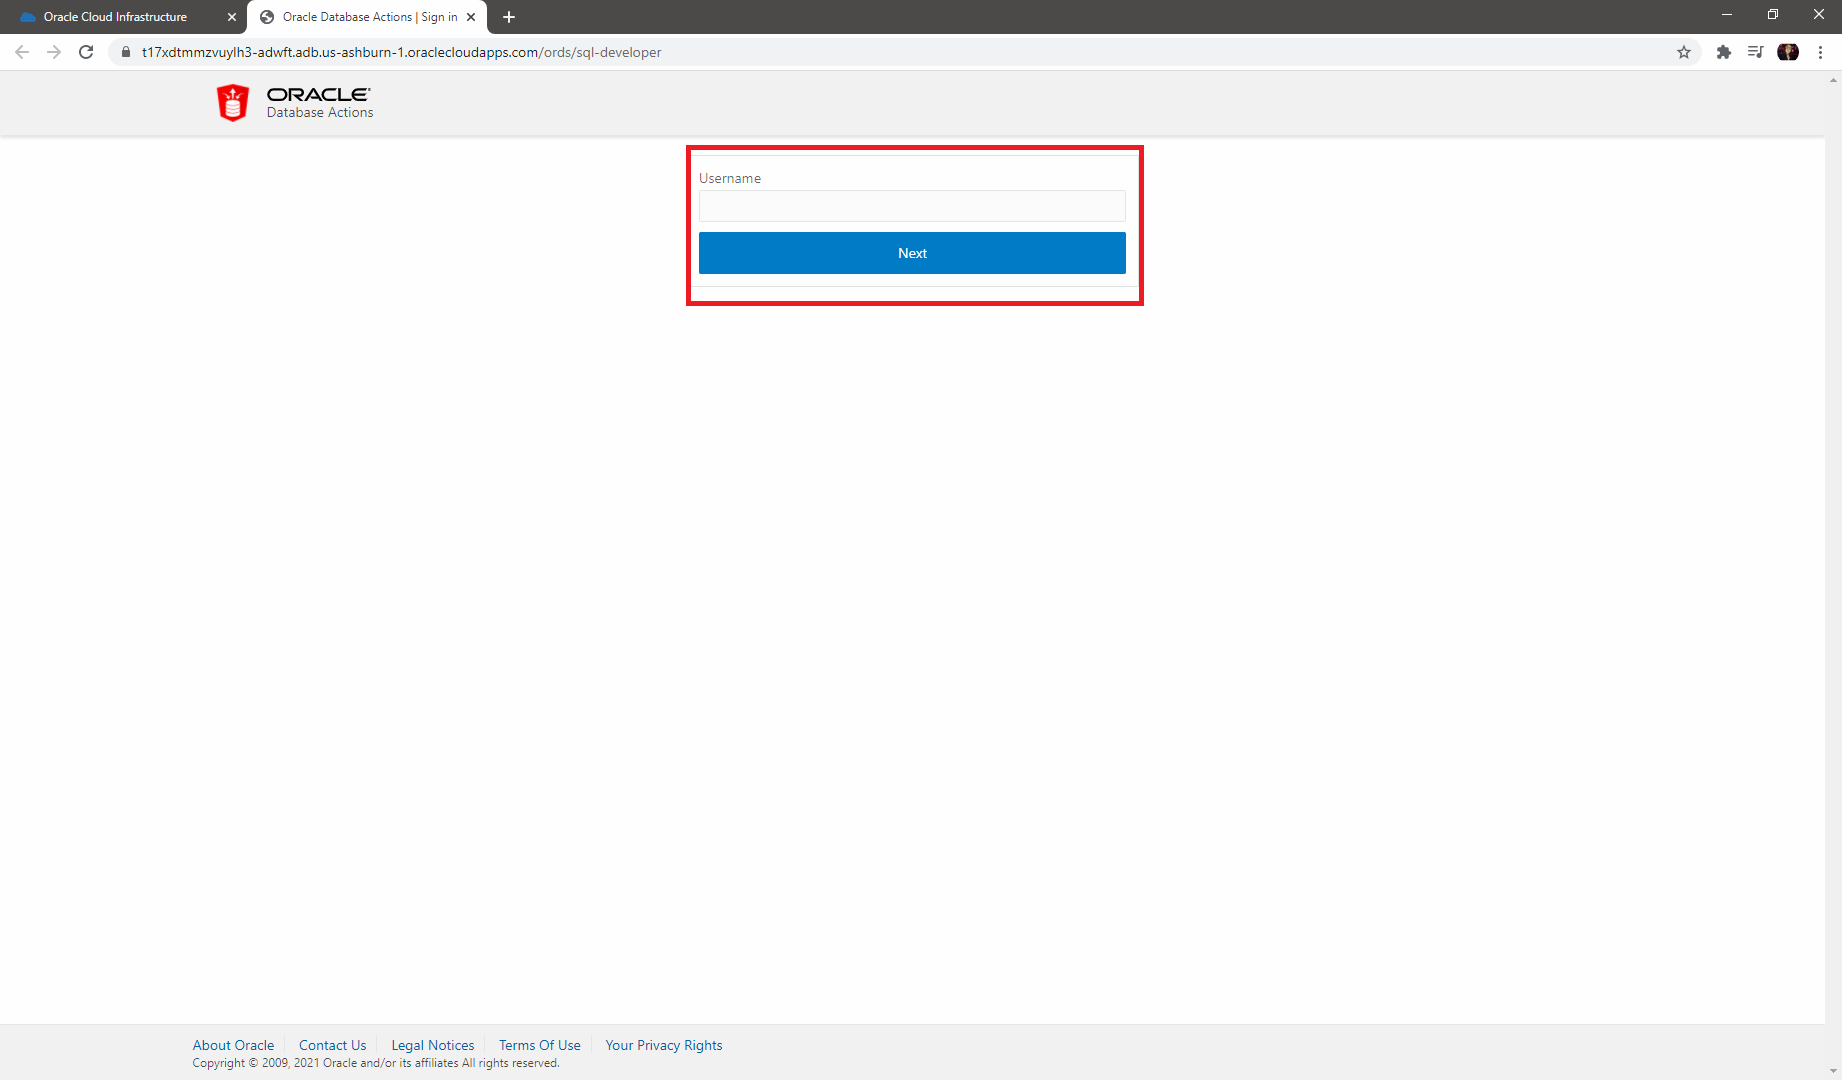 Oracle Cloud Infrastructure
Oracle Database Actions | Sign in
t17xdtmmzvuylh3-adwft.adb.us-ashburn-1.oraclecloudapps.com/ords/sql-developer
ORACLE
Database Actions
Username
Next
About Oracle
Contact Us
Legal Notices
Terms Of Use
Your Privacy Rights
Copyright © 2009, 2021 Oracle and/or its affiliates All rights reserved.